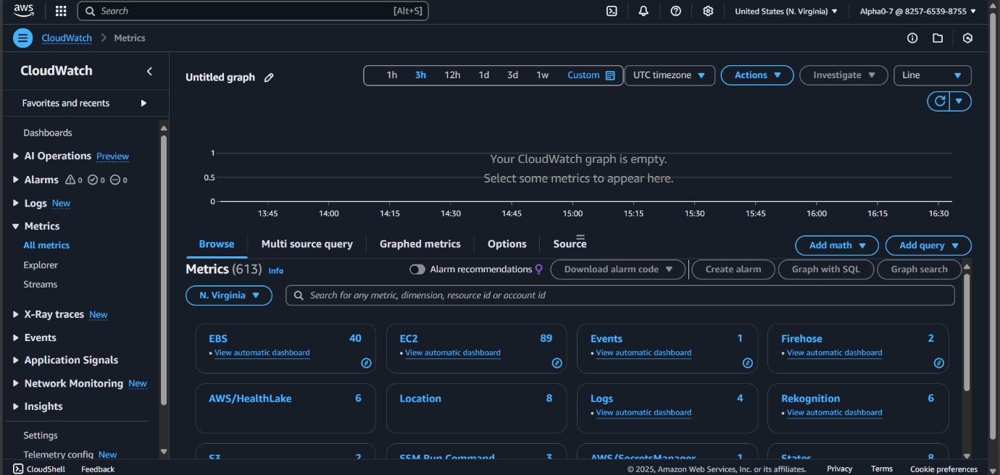 aws Search [Alt+S] United States (N. Virginia) Alpha0-7 @ 8257-6539-8755
CloudWatch Metrics
CloudWatch
Favorites and recents
Dashboards
AI Operations Preview
Alarms 0 0 0
Logs New
Metrics
All metrics
Explorer
Streams
X-Ray traces New
Events
Application Signals
Network Monitoring New
Insights
Settings
Telemetry config New
Untitled graph 1h 3h 12h 1d 3d 1w Custom UTC timezone Actions Investigate Line
1
0.5
0
Your CloudWatch graph is empty.
Select some metrics to appear here.
13:45 14:00 14:15 14:30 14:45 15:00 15:15 15:30 15:45 16:00 16:15 16:30
Browse Multi source query Graphed metrics Options Source Add math Add query
Metrics (613) Info Alarm recommendations Download alarm code Create alarm Graph with SQL Graph search
N. Virginia Search for any metric, dimension, resource id or account id
EBS 40 EC2 89 Events 1 Firehose 2
• View automatic dashboard • View automatic dashboard • View automatic dashboard • View automatic dashboard
AWS/HealthLake 6 Location 8 Logs 4 Rekognition 6
• View automatic dashboard • View automatic dashboard
S3 2 SSM Run Command 3 AWS/SecretsManager 1 States 8
CloudShell Feedback © 2025, Amazon Web Services, Inc. or its affiliates. Privacy Terms Cookie preferences